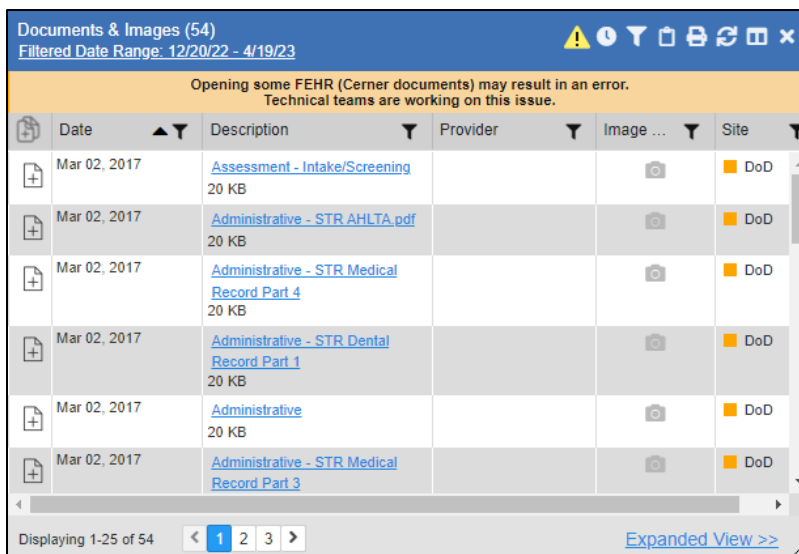 Documents & Images (54)
Filtered Date Range: 12/20/22 - 4/19/23
Opening some FEHR (Cerner documents) may result in an error.
Technical teams are working on this issue.
Date Description Provider Image ... Site
Mar 02, 2017 Assessment - Intake/Screening DoD
20 KB
Mar 02, 2017 Administrative - STR AHLTA.pdf DoD
20 KB
Mar 02, 2017 Administrative - STR Medical DoD
Record Part 4
20 KB
Mar 02, 2017 Administrative - STR Dental DoD
Record Part 1
20 KB
Mar 02, 2017 Administrative DoD
20 KB
Mar 02, 2017 Administrative - STR Medical DoD
Record Part 3
Displaying 1-25 of 54 < 1 2 3 > Expanded View >>